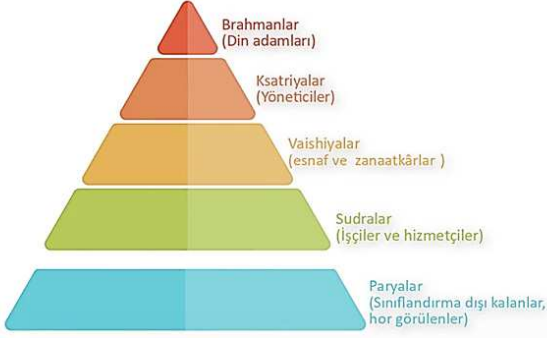 Brahmanlar
(Din adamları)
Ksatriyalar
(Yöneticiler)
Vaishiyalar
(esnaf ve zanaatkârlar )
Sudralar
(İşçiler ve hizmetçiler)
Paryalar
(Sınıflandırma dışı kalanlar,
hor görülenler)